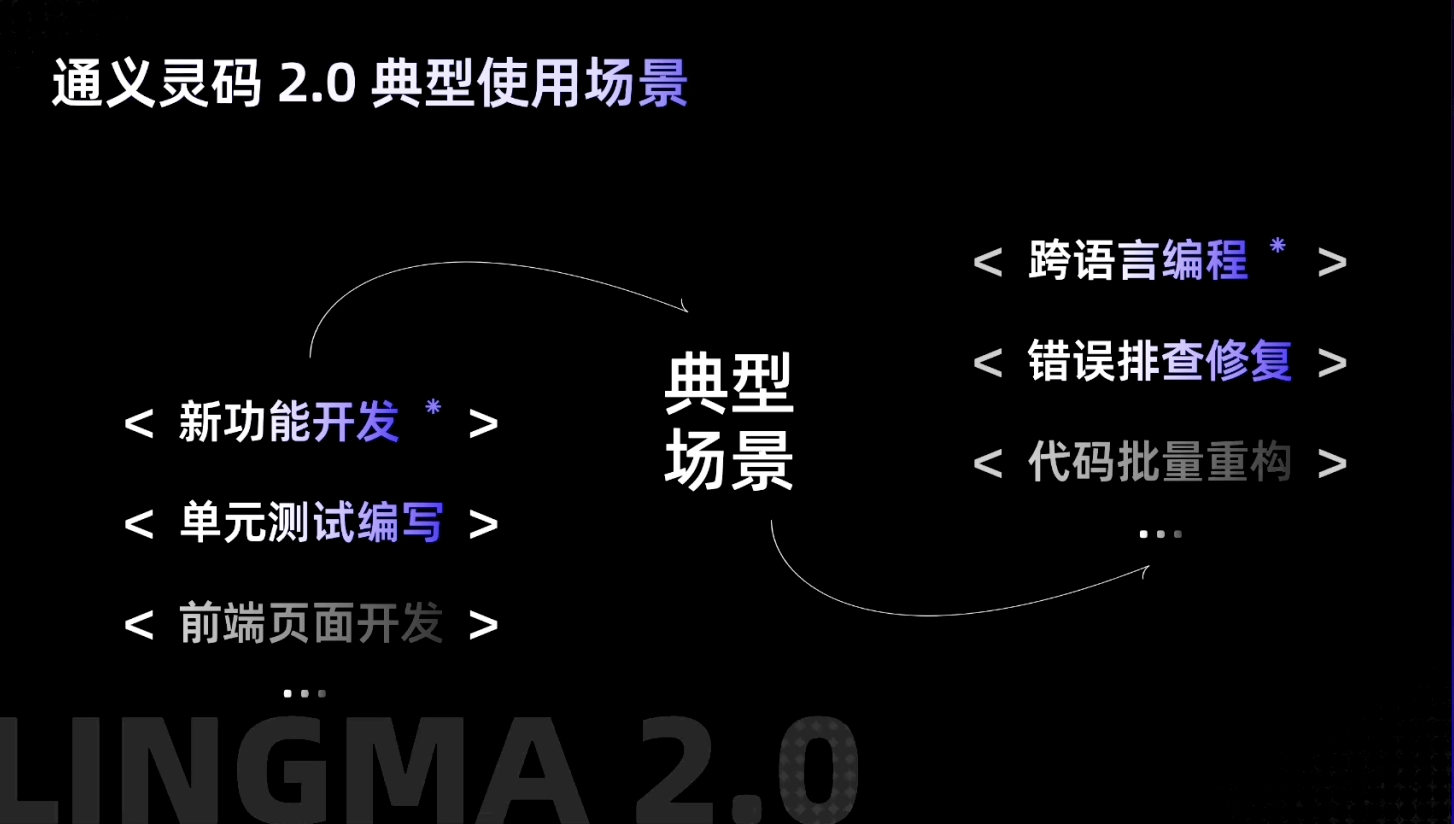 通义灵码 2.0 典型使用场景
< 新功能开发 * >
< 单元测试编写 >
< 前端页面开发 >
...
典型
场景
< 跨语言编程 * >
< 错误排查修复 >
< 代码批量重构 >
...
LINGMA 2.0